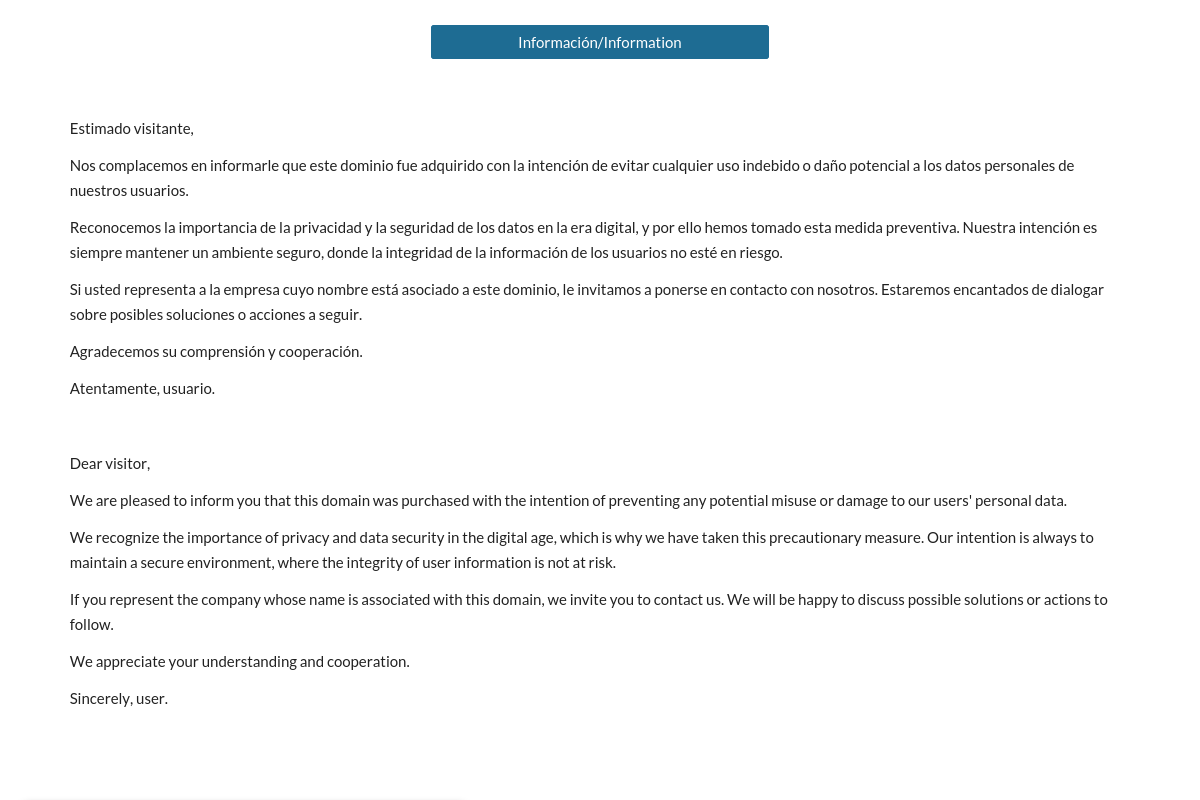 Información/Information
Estimado visitante,
Nos complacemos en informarle que este dominio fue adquirido con la intención de evitar cualquier uso indebido o daño potencial a los datos personales de
nuestros usuarios.
Reconocemos la importancia de la privacidad y la seguridad de los datos en la era digital, y por ello hemos tomado esta medida preventiva. Nuestra intención es
siempre mantener un ambiente seguro, donde la integridad de la información de los usuarios no esté en riesgo.
Si usted representa a la empresa cuyo nombre está asociado a este dominio, le invitamos a ponerse en contacto con nosotros. Estaremos encantados de dialogar
sobre posibles soluciones o acciones a seguir.
Agradecemos su comprensión y cooperación.
Atentamente, usuario.
Dear visitor,
We are pleased to inform you that this domain was purchased with the intention of preventing any potential misuse or damage to our users' personal data.
We recognize the importance of privacy and data security in the digital age, which is why we have taken this precautionary measure. Our intention is always to
maintain a secure environment, where the integrity of user information is not at risk.
If you represent the company whose name is associated with this domain, we invite you to contact us. We will be happy to discuss possible solutions or actions to
follow.
We appreciate your understanding and cooperation.
Sincerely, user.